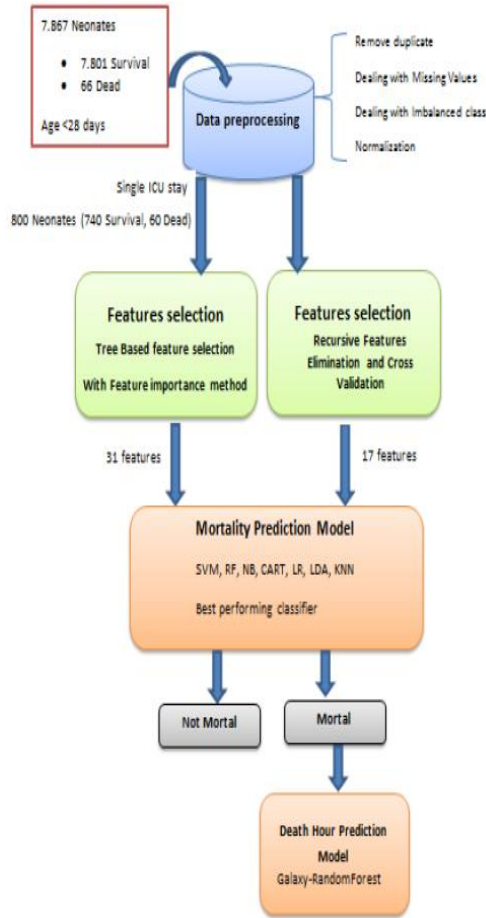 7.867 Neonates
• 7.801 Survival
• 66 Dead
Age <28 days
Data preprocessing
Remove duplicate
Dealing with Missing Values
Dealing with Imbalanced class
Normalization
Single ICU stay
800 Neonates (740 Survival, 60 Dead)
Features selection
Tree Based feature selection
With Feature importance method
Features selection
Recursive Features
Elimination and Cross
Validation
31 features
17 features
Mortality Prediction Model
SVM, RF, NB, CART, LR, LDA, KNN
Best performing classifier
Not Mortal
Mortal
Death Hour Prediction
Model
Galaxy-RandomForest